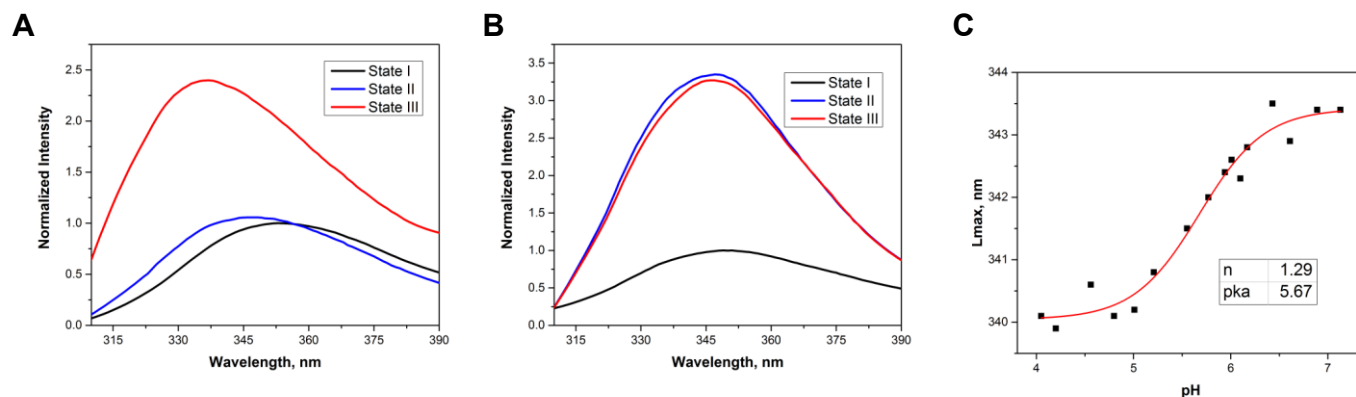 A
B
C
Normalized Intensity
2.5
2.0
1.5
1.0
0.5
0.0
315
330
345
360
375
390
Wavelength, nm
State I
State II
State III
Normalized Intensity
3.5
3.0
2.5
2.0
1.5
1.0
0.5
0.0
315
330
345
360
375
390
Wavelength, nm
State I
State II
State III
Lmax, nm
344
343
342
341
340
4
5
6
7
pH
n 1.29
pka 5.67